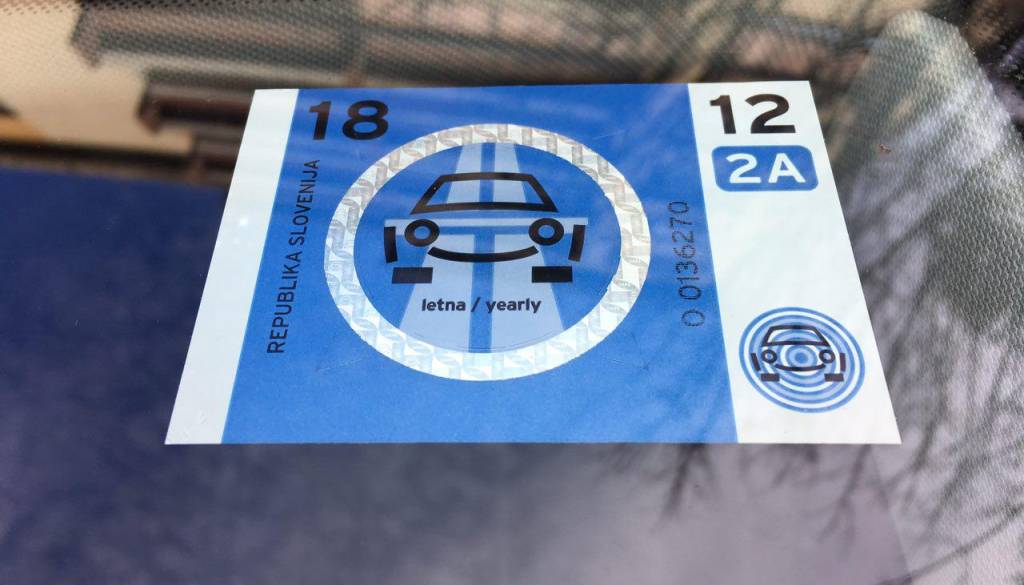 18
12
2A
REPUBLIKA SLOVENIJA
letna / yearly
O 0136270